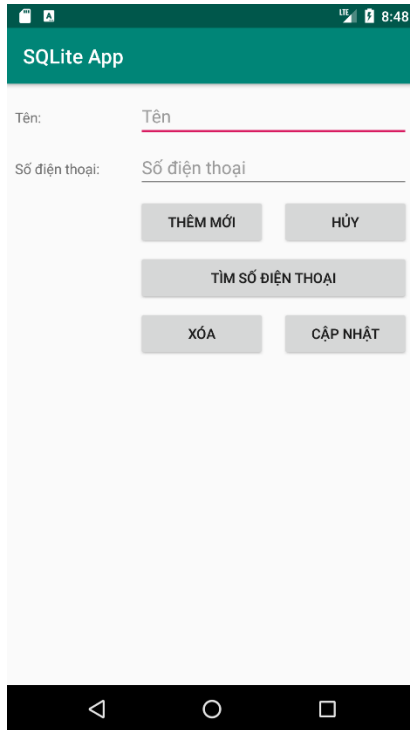 LTE 8:48
SQLite App
Tên: Tên
Số điện thoại: Số điện thoại
THÊM MỚI HỦY
TÌM SỐ ĐIỆN THOẠI
XÓA CẬP NHẬT